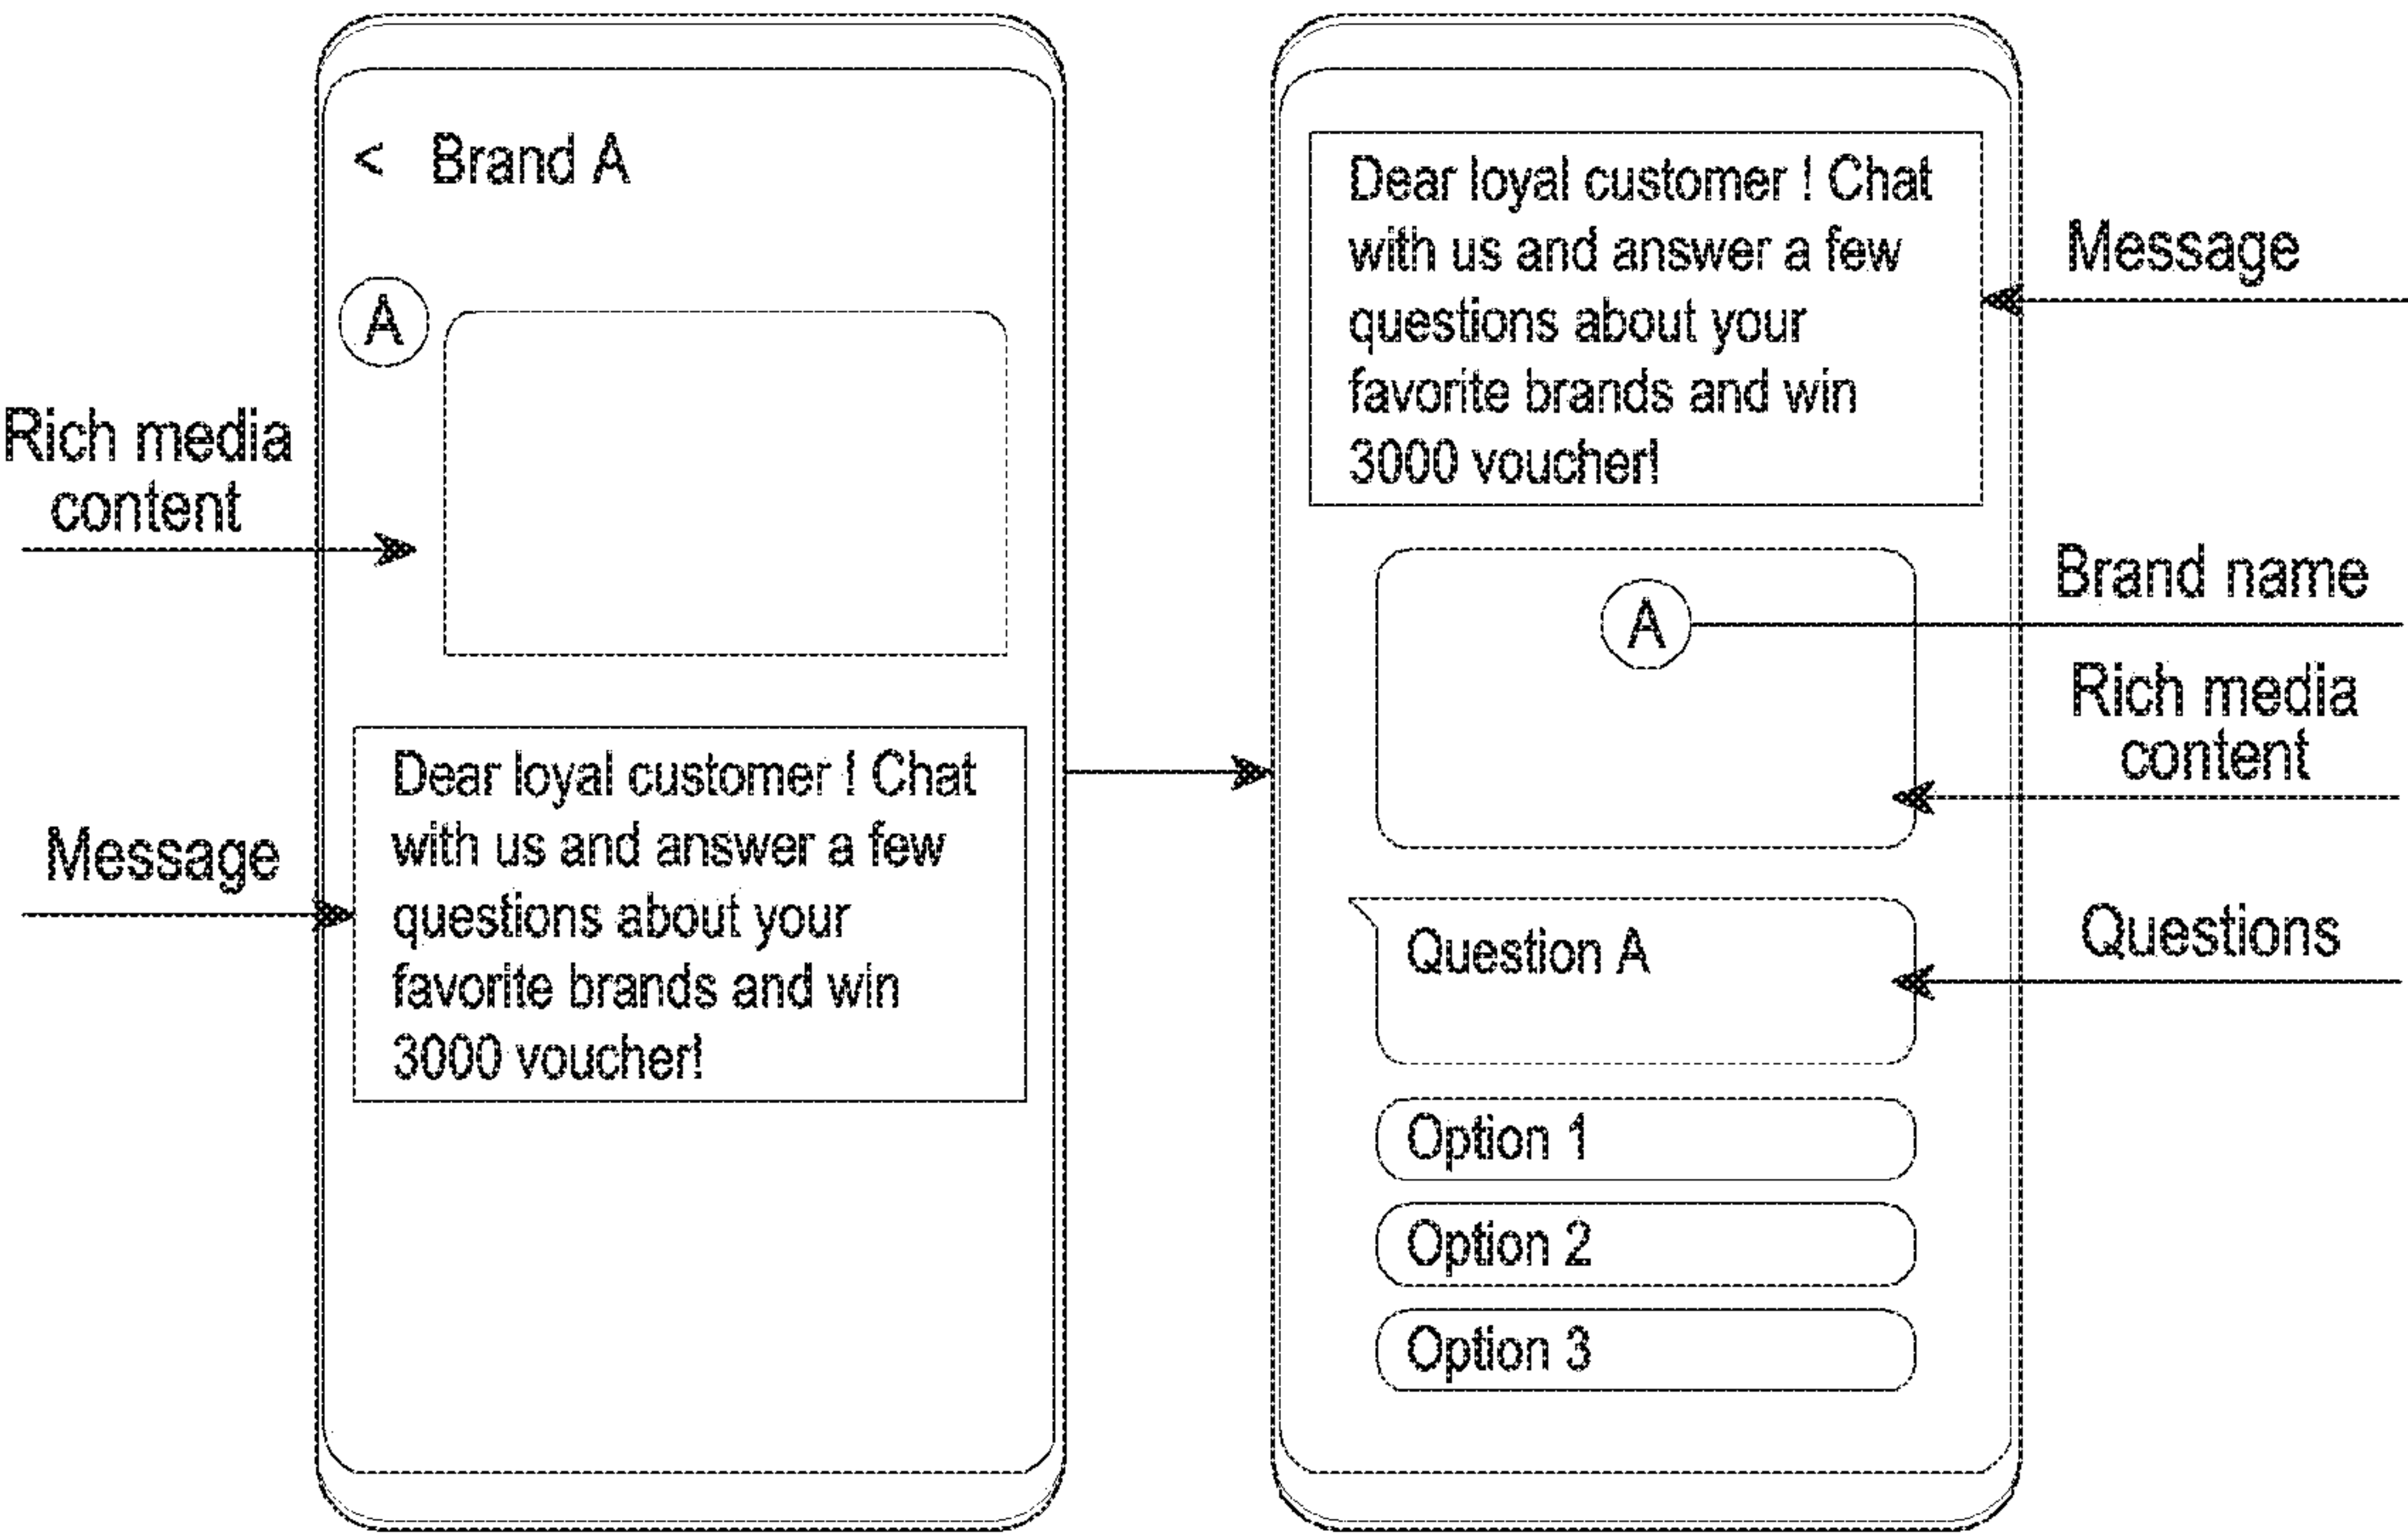 < Brand A
A
Rich media
content
Dear loyal customer ! Chat
with us and answer a few
questions about your
favorite brands and win
3000 voucher!
Message
Dear loyal customer ! Chat
with us and answer a few
questions about your
favorite brands and win
3000 voucher!
Message
A
Brand name
Rich media
content
Question A
Questions
Option 1
Option 2
Option 3